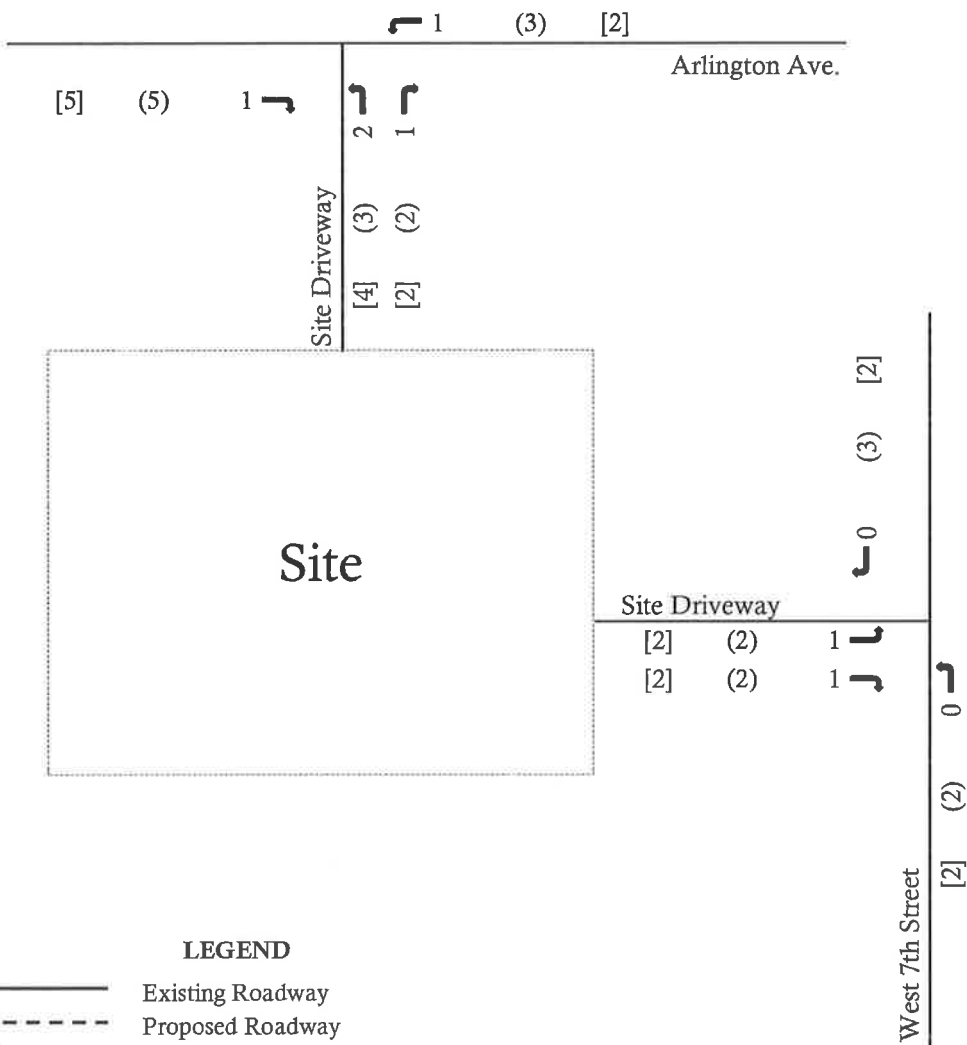 1 (3) [2]
Arlington Ave.
[5] (5) 1
2 (3) [4]
1 (2) [2]
Site Driveway
[2] (3) 0
Site
Site Driveway
[2] (2) 1
[2] (2) 1
0 (2) [2]
West 7th Street
LEGEND
Existing Roadway
Proposed Roadway